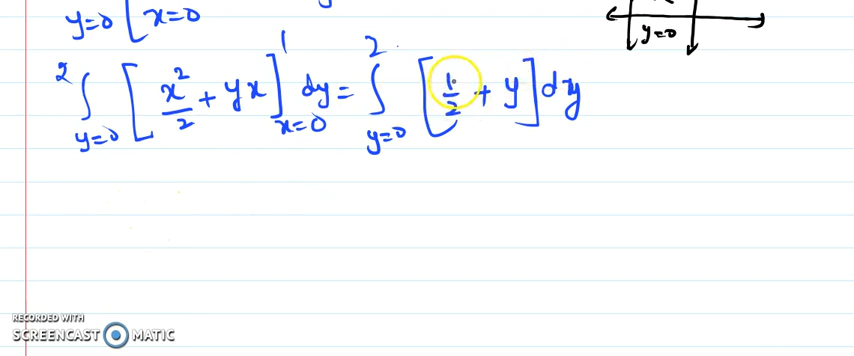 y=0 [ x=0
y=0
2 ∫ y=0 [ x²/2 + yx ] 1 x=0 dy = ∫ 2 y=0 [ 1/2 + y ] dy
RECORDED WITH
SCREENCAST MATIC